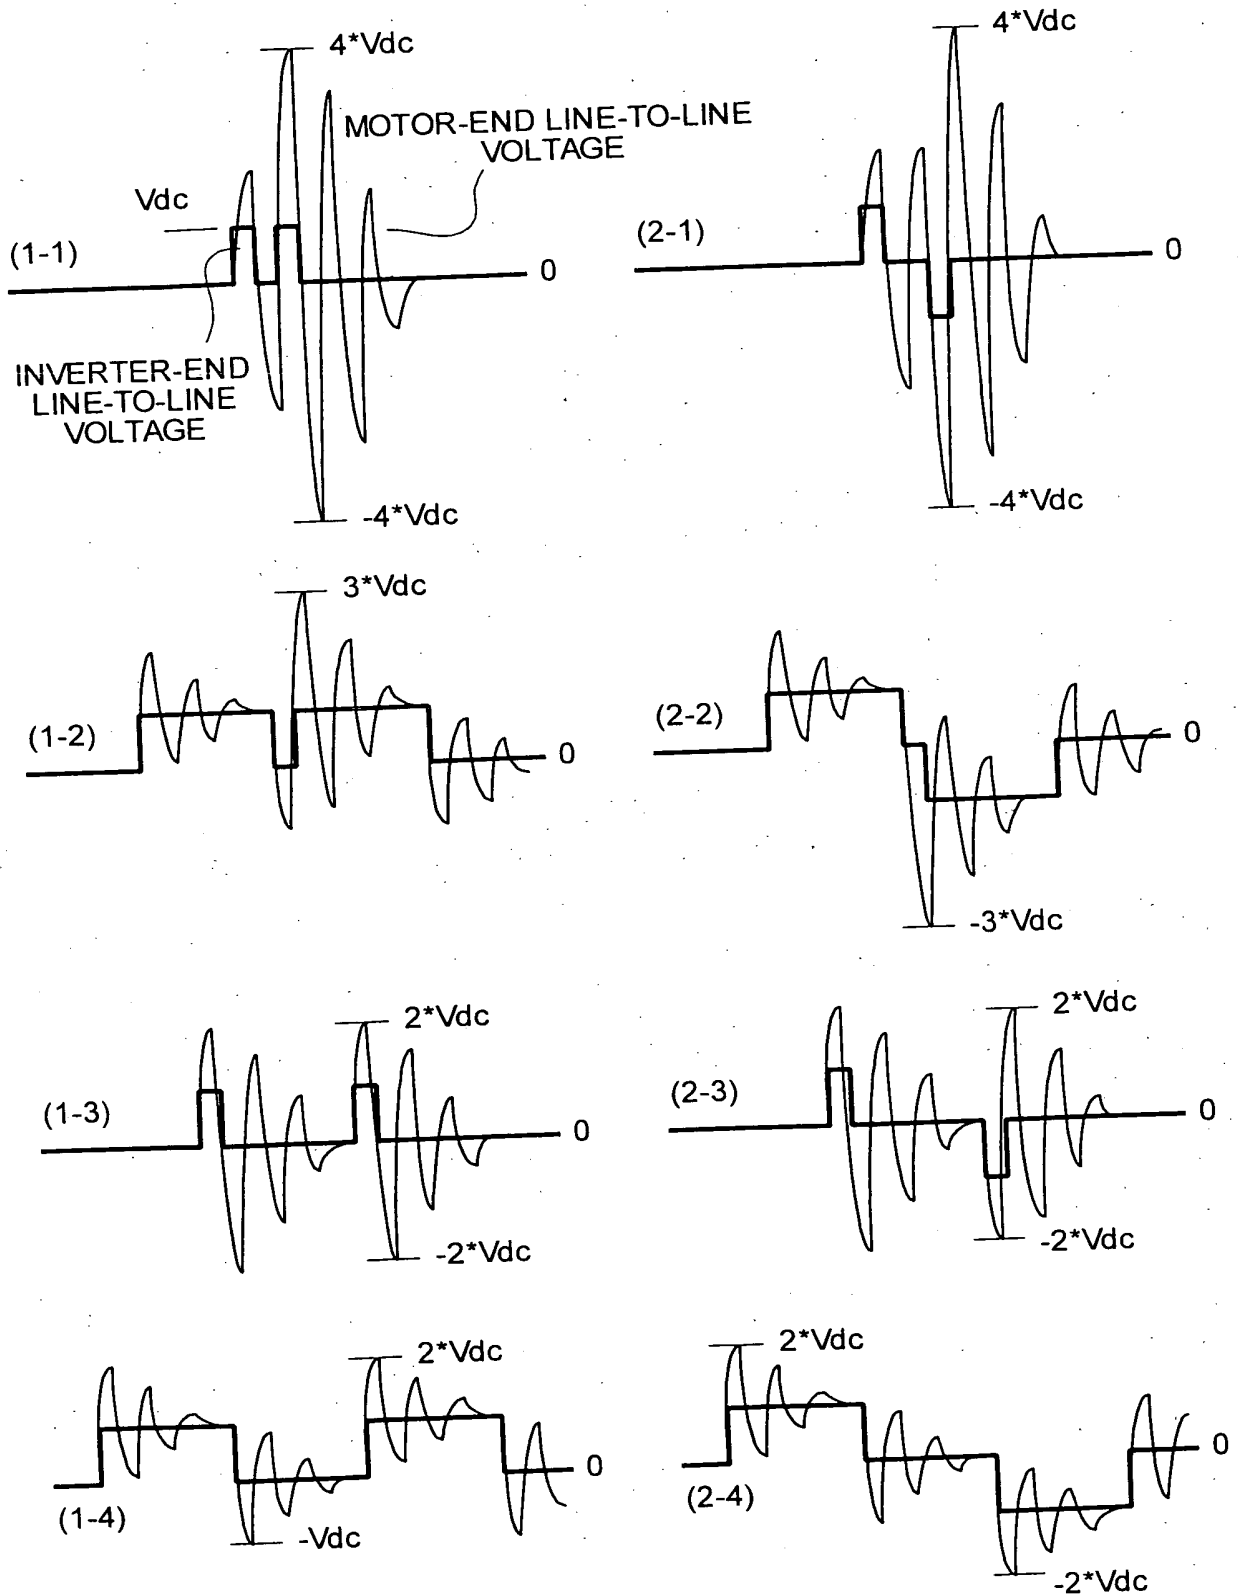 4*Vdc
4*Vdc
MOTOR-END LINE-TO-LINE
VOLTAGE
Vdc
(1-1)
0
(2-1)
0
INVERTER-END
LINE-TO-LINE
VOLTAGE
-4*Vdc
-4*Vdc
3*Vdc
(1-2)
0
(2-2)
0
-3*Vdc
2*Vdc
2*Vdc
(1-3)
0
(2-3)
0
-2*Vdc
-2*Vdc
2*Vdc
2*Vdc
(1-4)
0
(2-4)
0
-Vdc
-2*Vdc